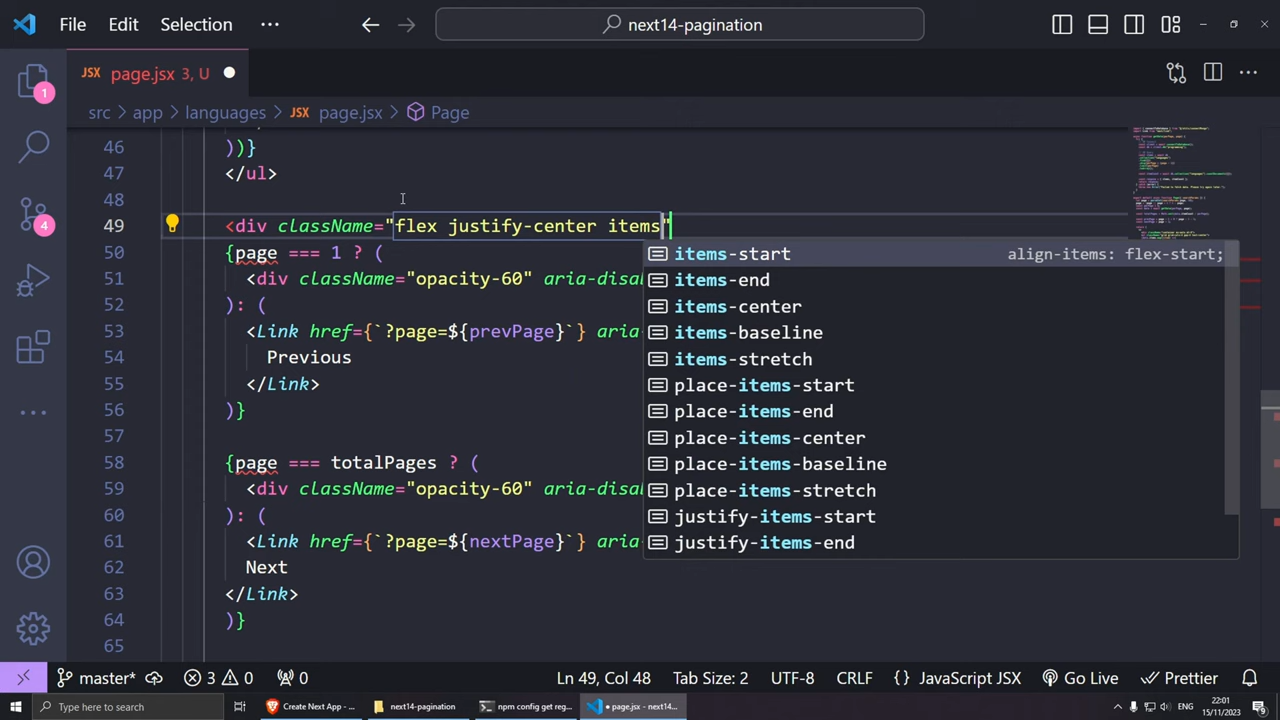 File Edit Selection ··· next14-pagination
JSX page.jsx 3, U
src > app > languages > JSX page.jsx > Page
46 ))}
47 </ul>
48
49 <div className="flex justify-center items"
50 {page === 1 ? (
51 <div className="opacity-60" aria-disa
52 ): (
53 <Link href={`?page=${prevPage}`} aria-
54 Previous
55 </Link>
56 )}
57
58 {page === totalPages ? (
59 <div className="opacity-60" aria-disa
60 ): (
61 <Link href={`?page=${nextPage}`} aria-
62 Next
63 </Link>
64 )}
65
items-start align-items: flex-start;
items-end
items-center
items-baseline
items-stretch
place-items-start
place-items-end
place-items-center
place-items-baseline
place-items-stretch
justify-items-start
justify-items-end
1
4
master* 3 0 0 Ln 49, Col 48 Tab Size: 2 UTF-8 CRLF {} JavaScript JSX Go Live Prettier
Type here to search Create Next App - ... next14-pagination npm config get reg... page.jsx - next14... 22:01
15/11/2023 9